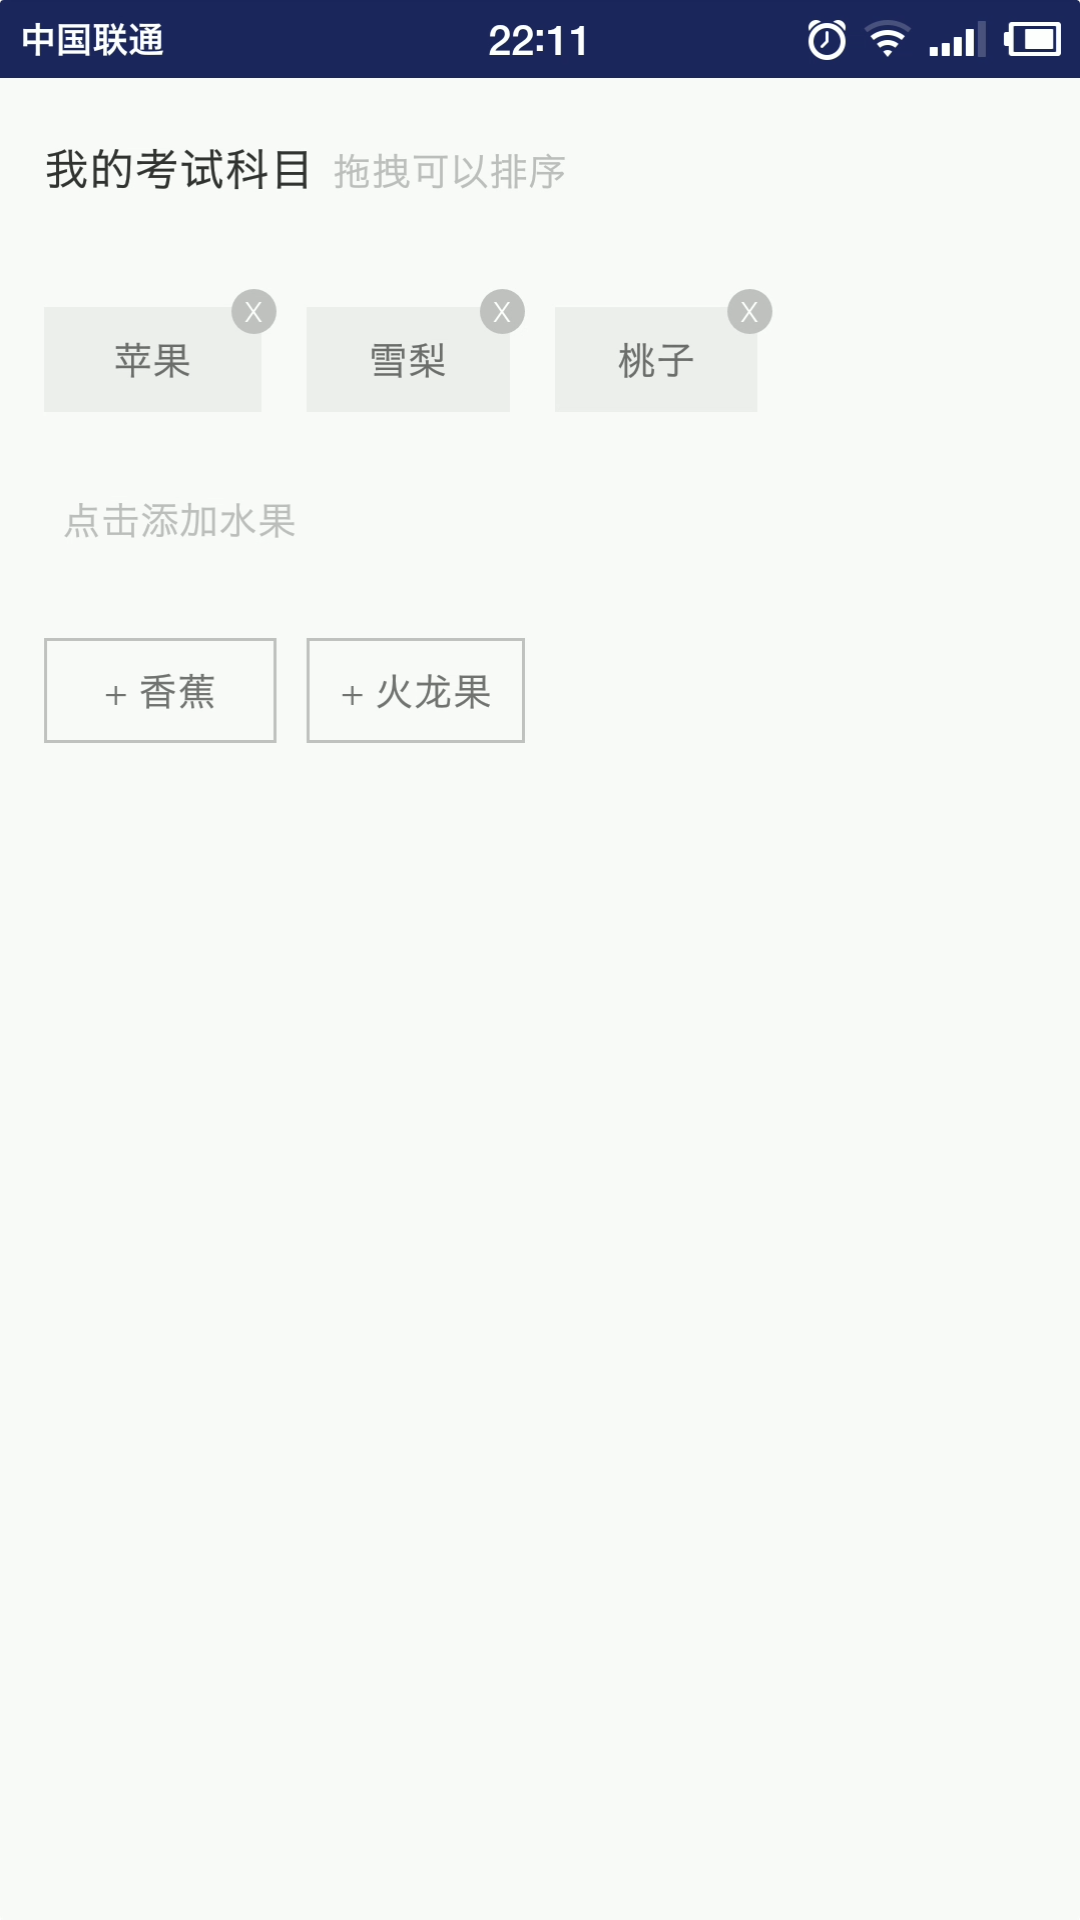 中国联通 22:11
我的考试科目 拖拽可以排序
X X X
苹果 雪梨 桃子
点击添加水果
+ 香蕉 + 火龙果